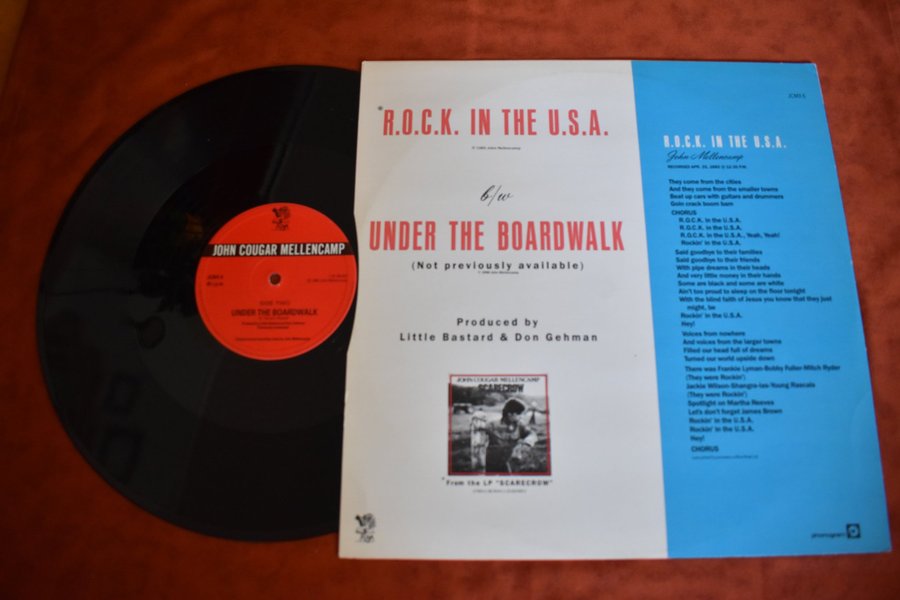 JOHN COUGAR MELLENCAMP
SIDE TWO
UNDER THE BOARDWALK
*R.O.C.K. IN THE U.S.A.
b/w
UNDER THE BOARDWALK
(Not previously available)
Produced by
Little Bastard & Don Gehman
JOHN COUGAR MELLENCAMP
SCARECROW
*From the LP "SCARECROW"
R.O.C.K. IN THE U.S.A.
John Mellencamp
They come from the cities
And they come from the smaller towns
Beat up cars with guitars and drummers
Goin crack boom bam
CHORUS
R.O.C.K. in the U.S.A.
R.O.C.K. in the U.S.A.
R.O.C.K. in the U.S.A., Yeah, Yeah!
Rockin' in the U.S.A.
Said goodbye to their families
Said goodbye to their friends
With pipe dreams in their heads
And very little money in their hands
Some are black and some are white
Ain't too proud to sleep on the floor tonight
With the blind faith of Jesus you know that they just
might, be
Rockin' in the U.S.A.
Hey!
Voices from nowhere
And voices from the larger towns
Filled our head full of dreams
Turned our world upside down
There was Frankie Lyman-Bobby Fuller-Mitch Ryder
(They were Rockin')
Jackie Wilson-Shangra-las-Young Rascals
(They were Rockin')
Spotlight on Martha Reeves
Let's don't forget James Brown
Rockin' in the U.S.A.
Rockin' in the U.S.A.
Hey!
CHORUS
phonogram